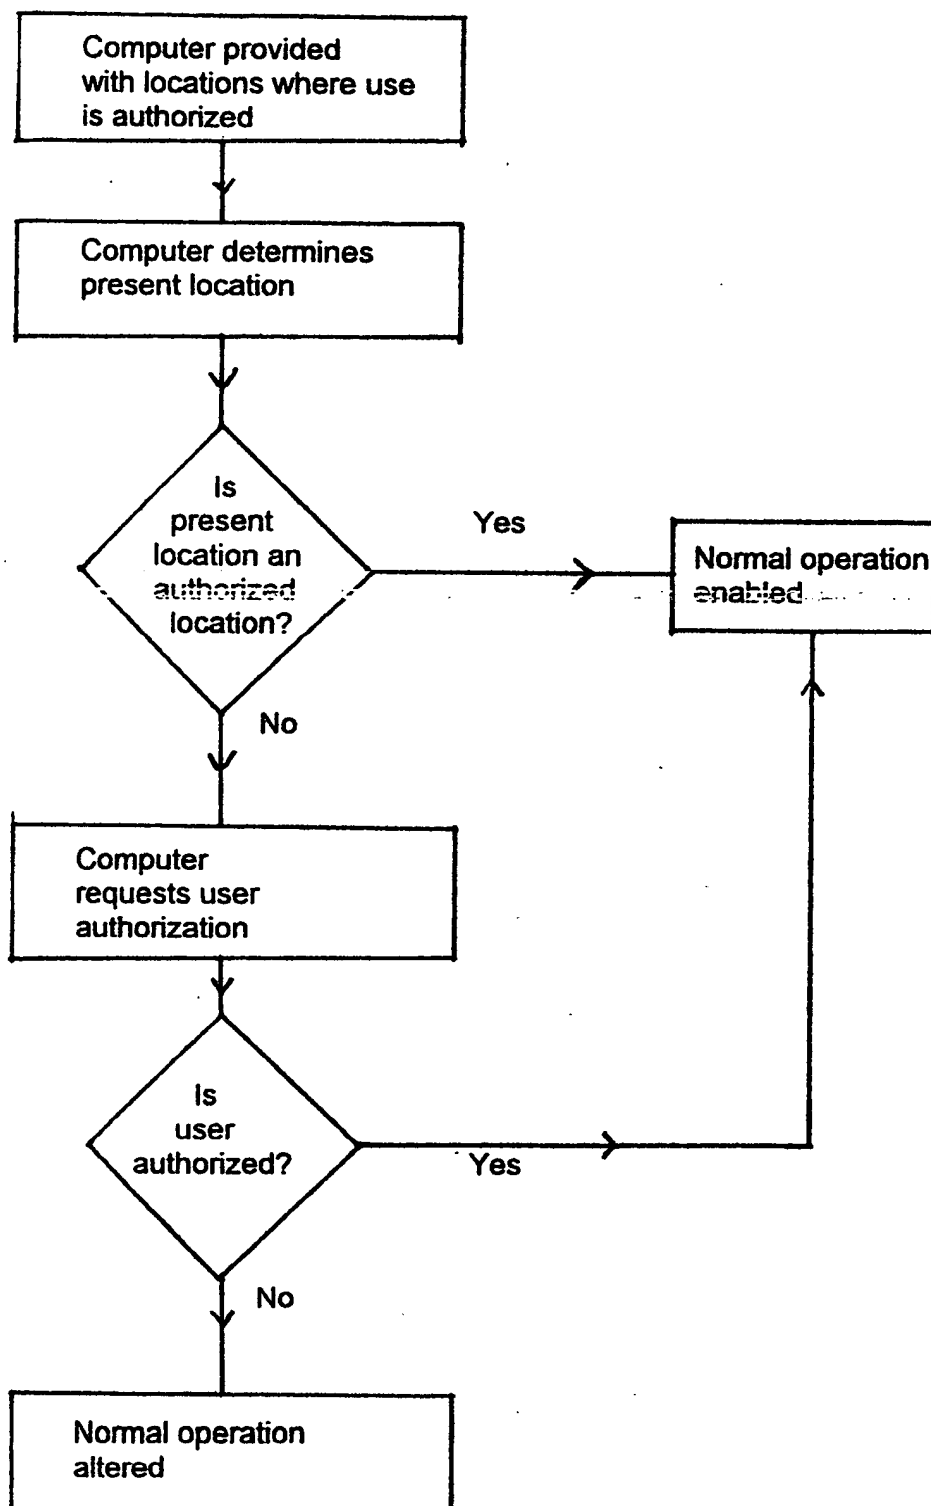 Computer provided
with locations where use
is authorized
Computer determines
present location
Is
present
location an
authorized
location?
Yes
Normal operation
enabled
No
Computer
requests user
authorization
Is
user
authorized?
Yes
No
Normal operation
altered